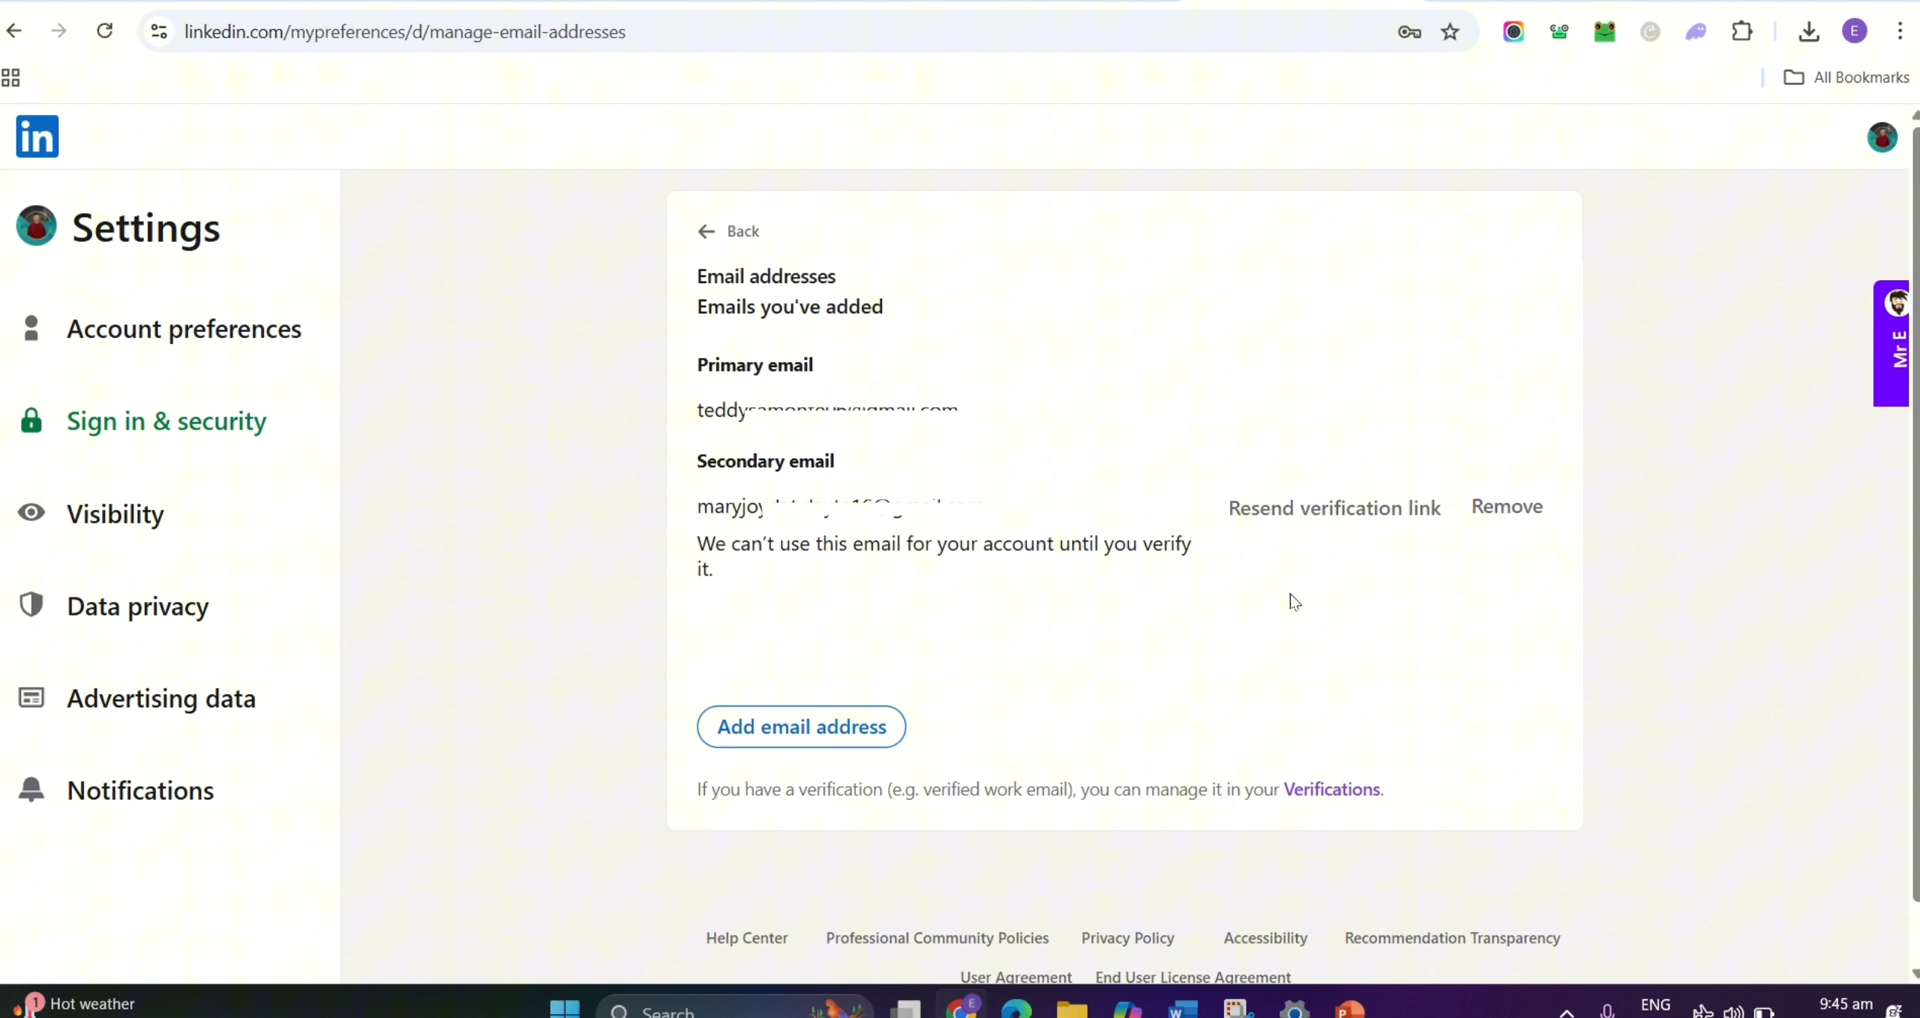 linkedin.com/mypreferences/d/manage-email-addresses
E
All Bookmarks
in
Settings
Account preferences
Sign in & security
Visibility
Data privacy
Advertising data
Notifications
Back
Email addresses
Emails you've added
Primary email
Secondary email
Resend verification link
Remove
We can't use this email for your account until you verify
it.
Add email address
If you have a verification (e.g. verified work email), you can manage it in your Verifications.
Mr E
Help Center
Professional Community Policies
Privacy Policy
Accessibility
Recommendation Transparency
User Agreement
End User License Agreement
1
Hot weather
Search
E
W
P
ENG
9:45 am